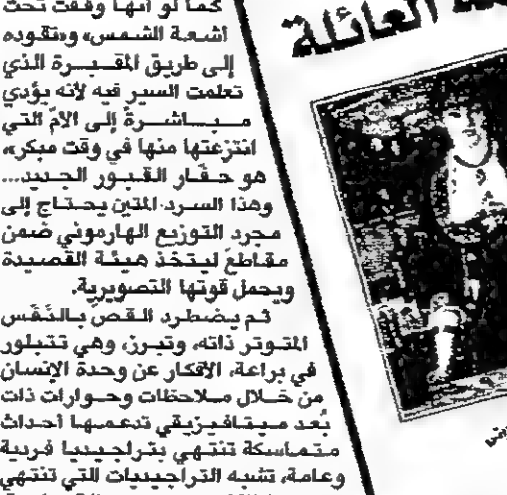 كما لو أنها وقفت تحت
أشعة الشمس» و«تقوده
إلى طريق المقبرة الذي
تعلمت السير فيه لأنه يؤدي
مباشرةً إلى الأمّ التي
انتزعتها منها في وقت مبكر»،
هو حفّار القبور الجديد...
وهذا السرد المتين يحتاج إلى
مجرد التوزيع الهارموني ضمن
مقاطع ليتخذ هيئة القصيدة
ويحمل قوتها التصويرية.
ثم يضطرد القص بالنَّفَس
المتوتر ذاته، وتبرز، وهي تتبلور
في براعة، الأفكار عن وحدة الإنسان
من خلال ملاحظات وحوارات ذات
بُعد ميتافيزيقي تدعمها أحداث
متماسكة تنتهي بتراجيديا فردية
وعامة، تشبه التراجيديات التي تنتهي
العائلة